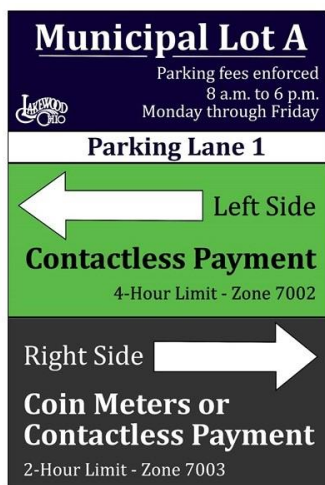 Municipal Lot A
Parking fees enforced
8 a.m. to 6 p.m.
Monday through Friday
LAKEWOOD
OHIO
Parking Lane 1
Left Side
Contactless Payment
4-Hour Limit - Zone 7002
Right Side
Coin Meters or
Contactless Payment
2-Hour Limit - Zone 7003